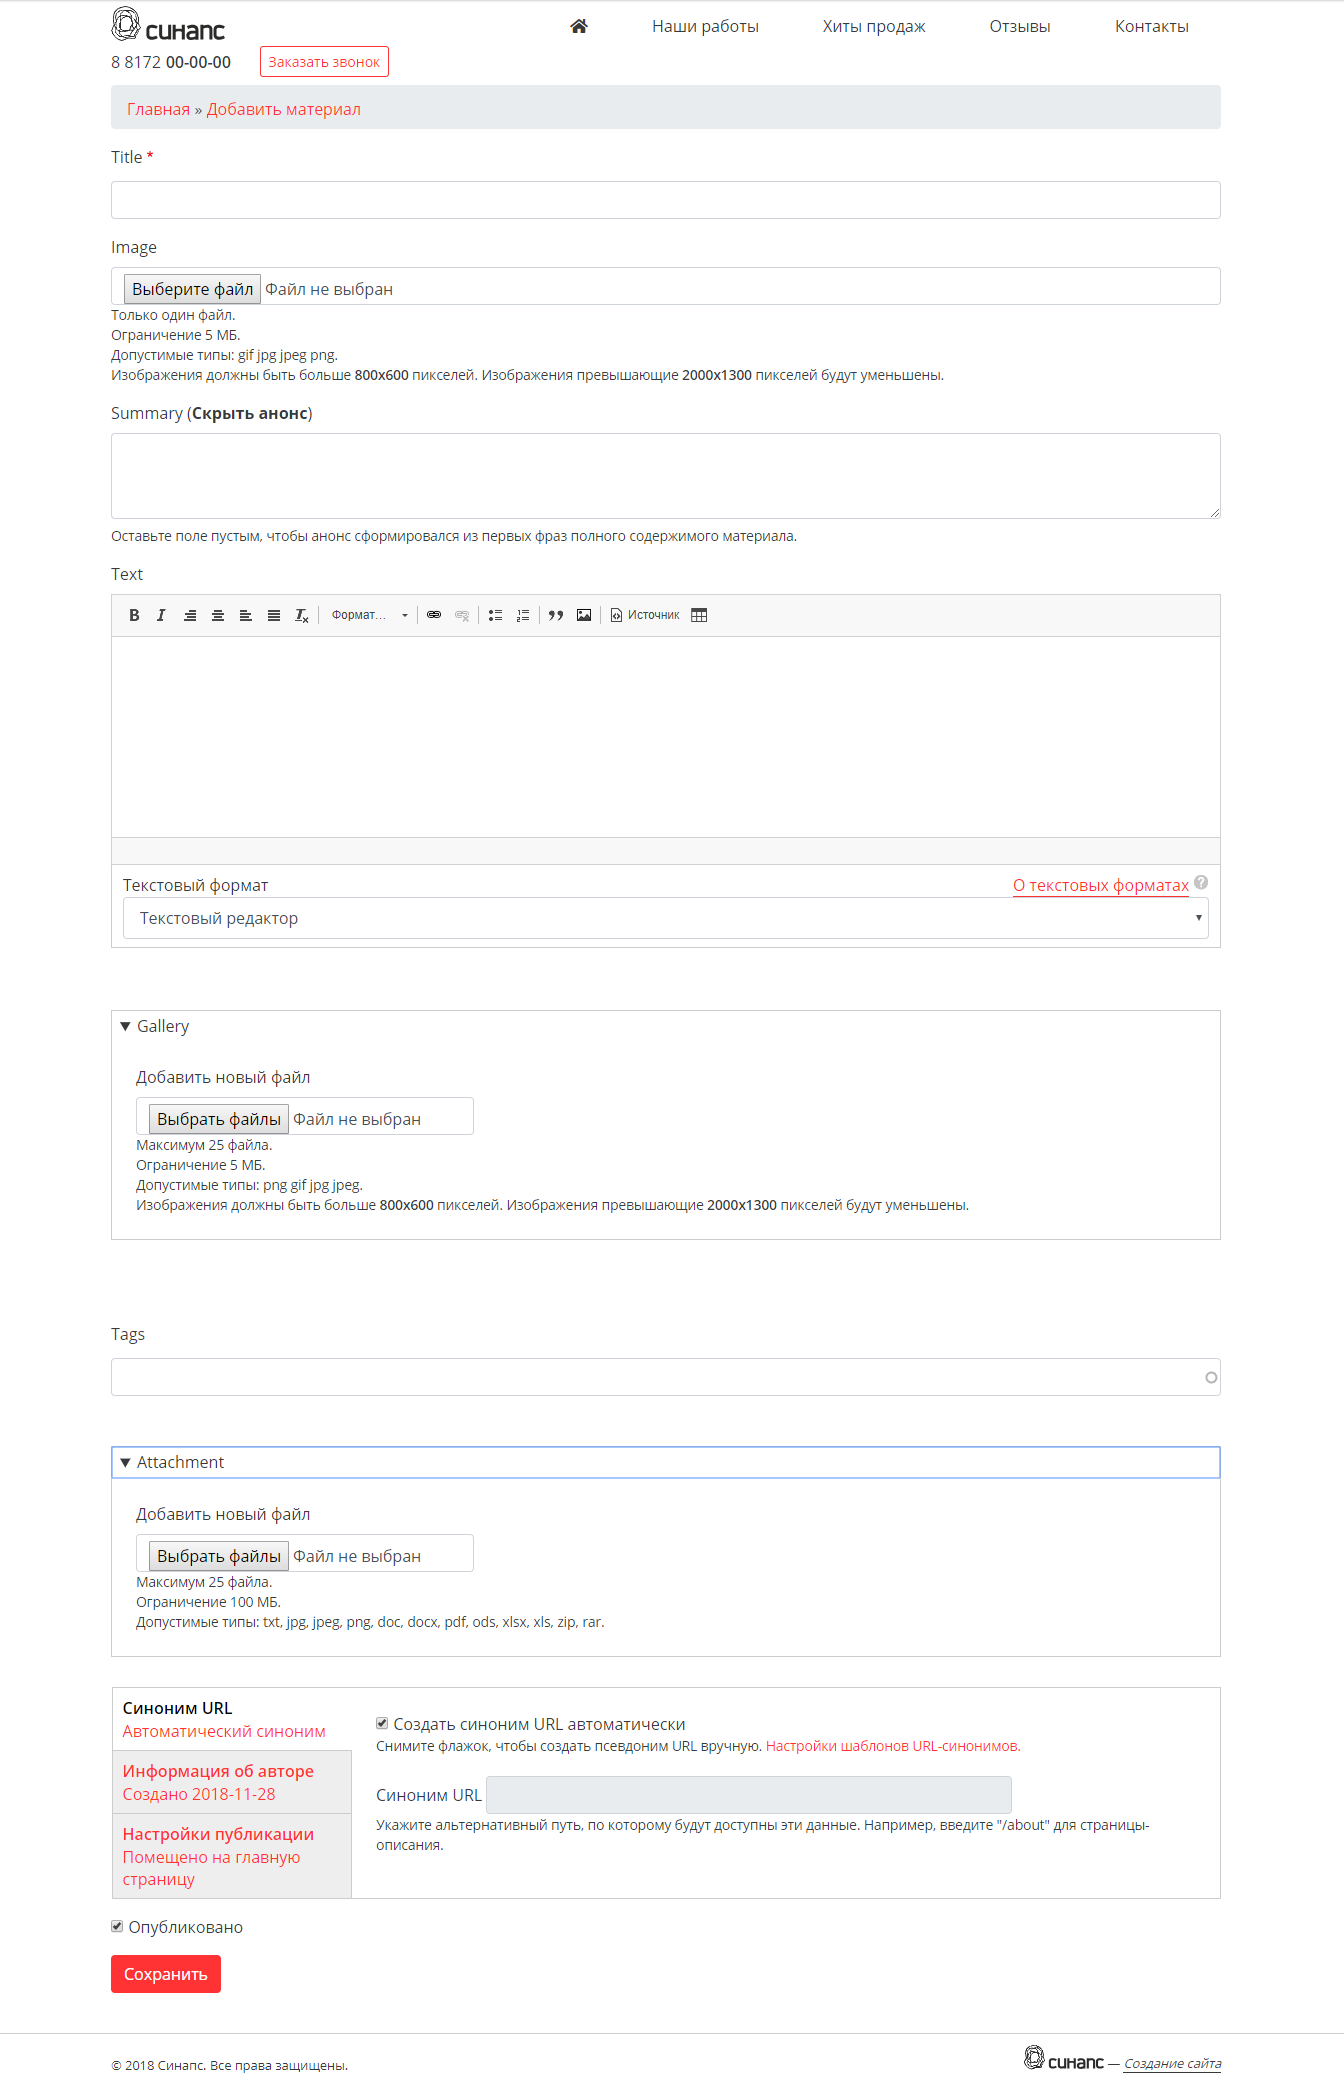 синапс
Наши работы Хиты продаж Отзывы Контакты
8 8172 00-00-00 Заказать звонок
Главная » Добавить материал
Title *
Image
Выберите файл Файл не выбран
Только один файл.
Ограничение 5 МБ.
Допустимые типы: gif jpg jpeg png.
Изображения должны быть больше 800x600 пикселей. Изображения превышающие 2000x1300 пикселей будут уменьшены.
Summary (Скрыть анонс)
Оставьте поле пустым, чтобы анонс сформировался из первых фраз полного содержимого материала.
Text
Формат... Источник
Текстовый формат О текстовых форматах ?
Текстовый редактор
Gallery
Добавить новый файл
Выбрать файлы Файл не выбран
Максимум 25 файла.
Ограничение 5 МБ.
Допустимые типы: png gif jpg jpeg.
Изображения должны быть больше 800x600 пикселей. Изображения превышающие 2000x1300 пикселей будут уменьшены.
Tags
Attachment
Добавить новый файл
Выбрать файлы Файл не выбран
Максимум 25 файла.
Ограничение 100 МБ.
Допустимые типы: txt, jpg, jpeg, png, doc, docx, pdf, ods, xlsx, xls, zip, rar.
Синоним URL
Автоматический синоним
Информация об авторе
Создано 2018-11-28
Настройки публикации
Помещено на главную
страницу
Создать синоним URL автоматически
Снимите флажок, чтобы создать псевдоним URL вручную. Настройки шаблонов URL-синонимов.
Синоним URL
Укажите альтернативный путь, по которому будут доступны эти данные. Например, введите "/about" для страницы-
описания.
Опубликовано
Сохранить
© 2018 Синапс. Все права защищены. синапс — Создание сайта